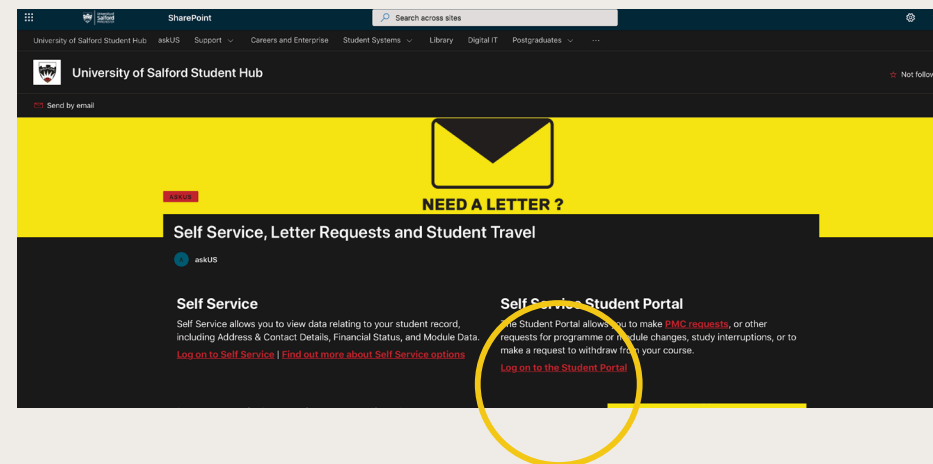 University of
Salford
SharePoint
Search across sites
University of Salford Student Hub askUS Support Careers and Enterprise Student Systems Library Digital IT Postgraduates ...
University of Salford Student Hub
Not follow
Send by email
ASKUS
NEED A LETTER ?
Self Service, Letter Requests and Student Travel
A askUS
Self Service
Self Service allows you to view data relating to your student record,
including Address & Contact Details, Financial Status, and Module Data.
Log on to Self Service | Find out more about Self Service options
Self Service Student Portal
The Student Portal allows you to make PMC requests, or other
requests for programme or module changes, study interruptions, or to
make a request to withdraw from your course.
Log on to the Student Portal